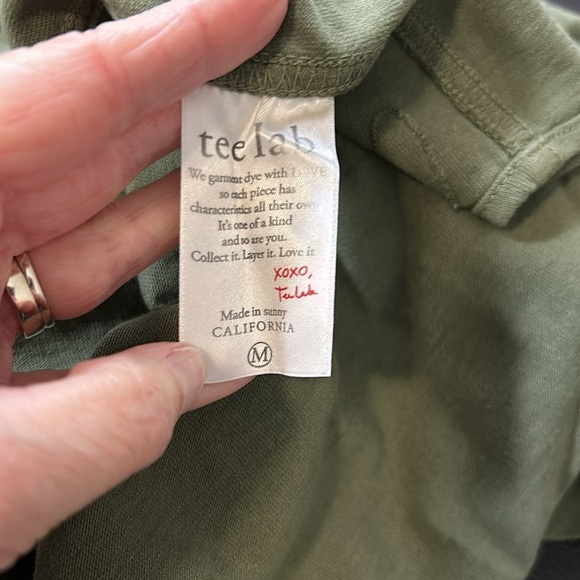 tee lab
We garment dye with LOVE
so each piece has
characteristics all their own
It's one of a kind
and so are you.
Collect it. Layer it. Love it
xoxo,
TeeLab
Made in sunny
CALIFORNIA
M